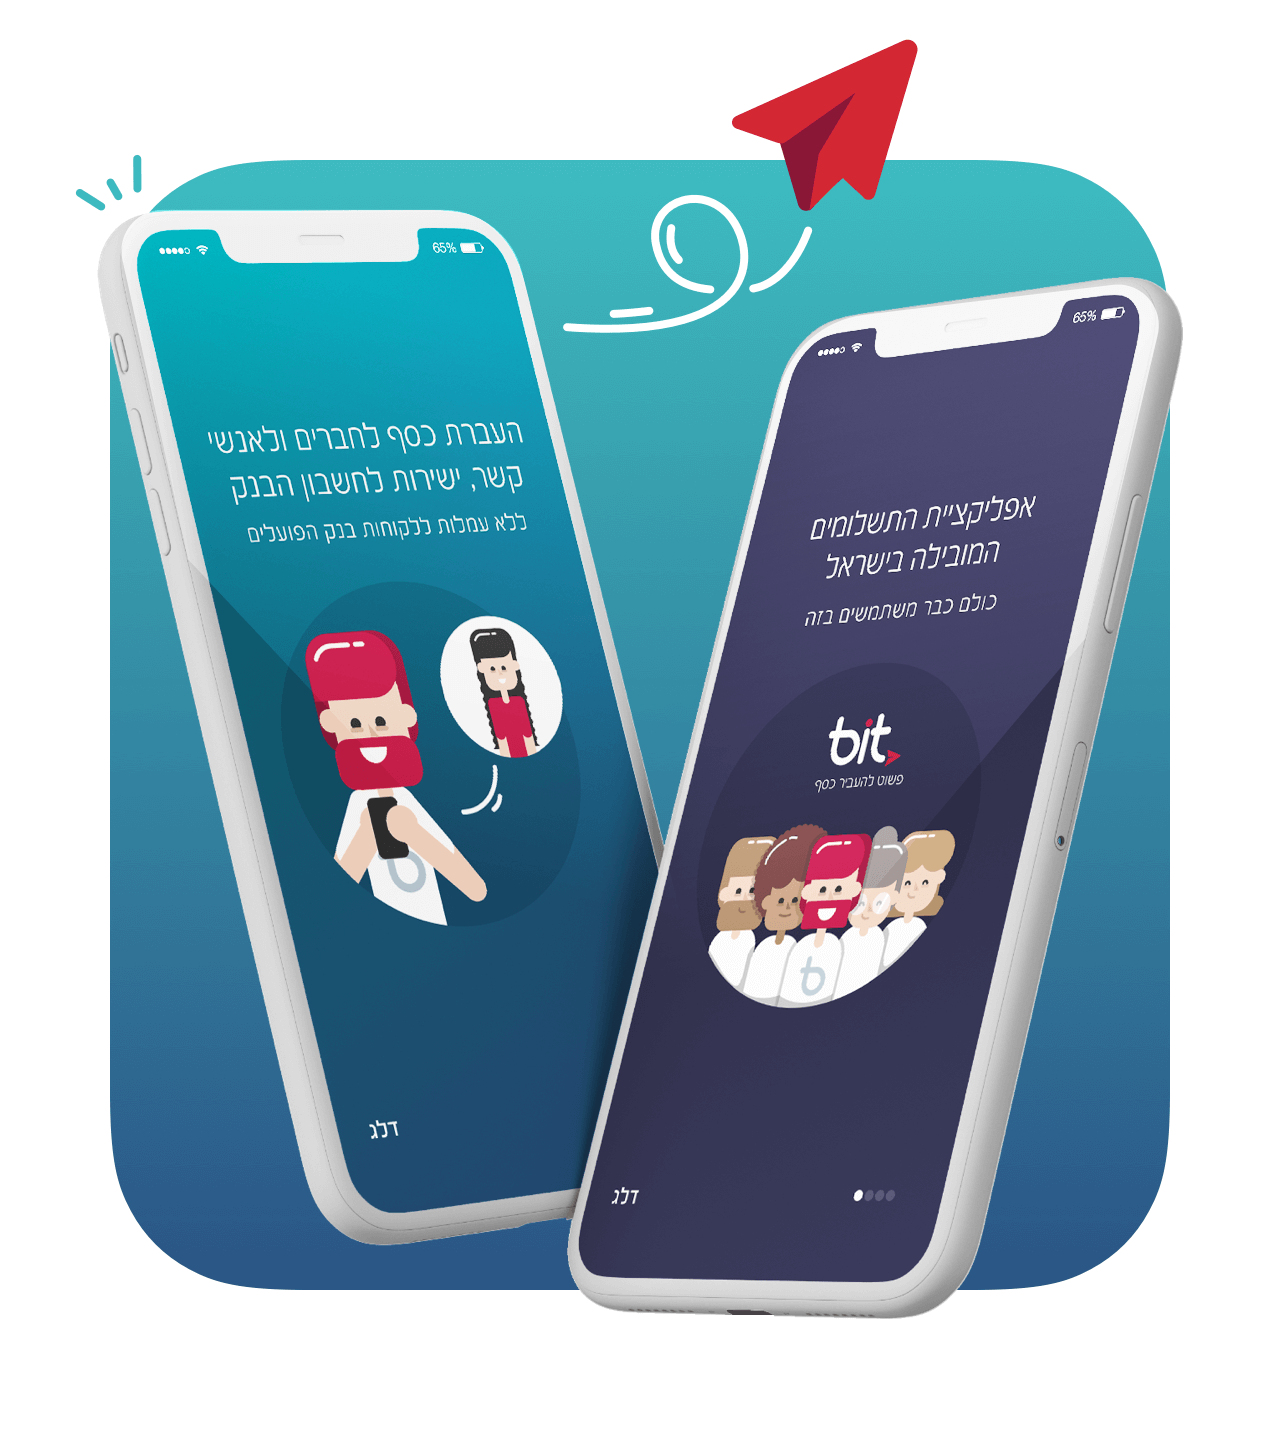 65%
העברת כסף לחברים ולאנשי
קשר, ישירות לחשבון הבנק
ללא עמלות ללקוחות בנק הפועלים
דלג
65%
אפליקציית התשלומים
המובילה בישראל
כולם כבר משתמשים בזה
bit
פשוט להעביר כסף
דלג